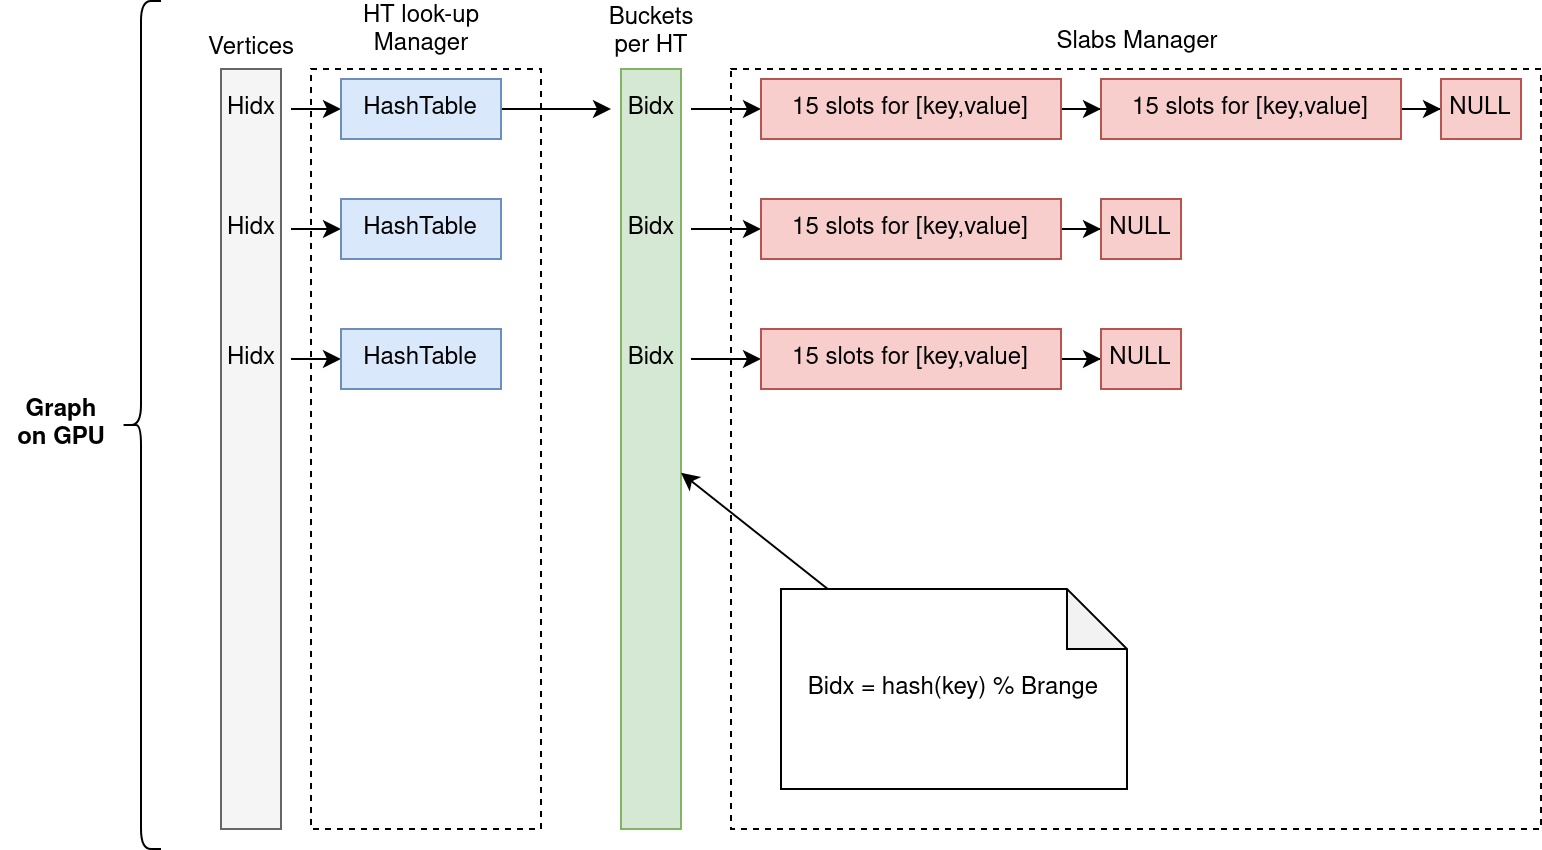 Vertices
HT look-up
Manager
Buckets
per HT
Slabs Manager
Hidx
HashTable
Bidx
15 slots for [key,value]
15 slots for [key,value]
NULL
Hidx
HashTable
Bidx
15 slots for [key,value]
NULL
Hidx
HashTable
Bidx
15 slots for [key,value]
NULL
Graph
on GPU
Bidx = hash(key) % Brange